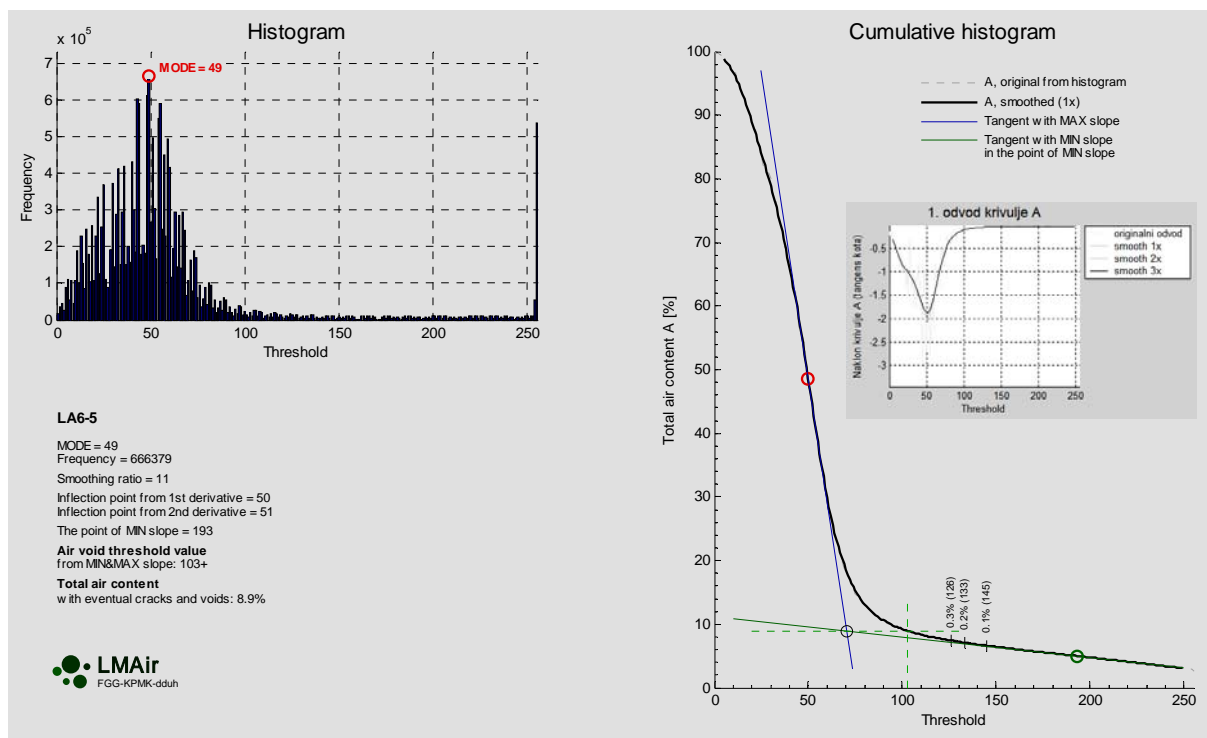 Histogram
x 10^5
MODE = 49
7
6
5
4
3
2
1
0
Frequency
0 50 100 150 200 250
Threshold
LA6-5
MODE = 49
Frequency = 666379
Smoothing ratio = 11
Inflection point from 1st derivative = 50
Inflection point from 2nd derivative = 51
The point of MIN slope = 193
Air void threshold value
from MIN&MAX slope: 103+
Total air content
with eventual cracks and voids: 8.9%
LMAir
FGG-KPMK-dduh
Cumulative histogram
100
90
80
70
60
50
40
30
20
10
0
Total air content A [%]
A, original from histogram
A, smoothed (1x)
Tangent with MAX slope
Tangent with MIN slope
in the point of MIN slope
1. odvod krivulje A
-0.5
-1
-1.5
-2
-2.5
-3
Naklon krivulje A (tangens kota)
0 50 100 150 200 250
Threshold
originalni odvod
smooth 1x
smooth 2x
smooth 3x
0.3% (126)
0.2% (133)
0.1% (145)
0 50 100 150 200 250
Threshold